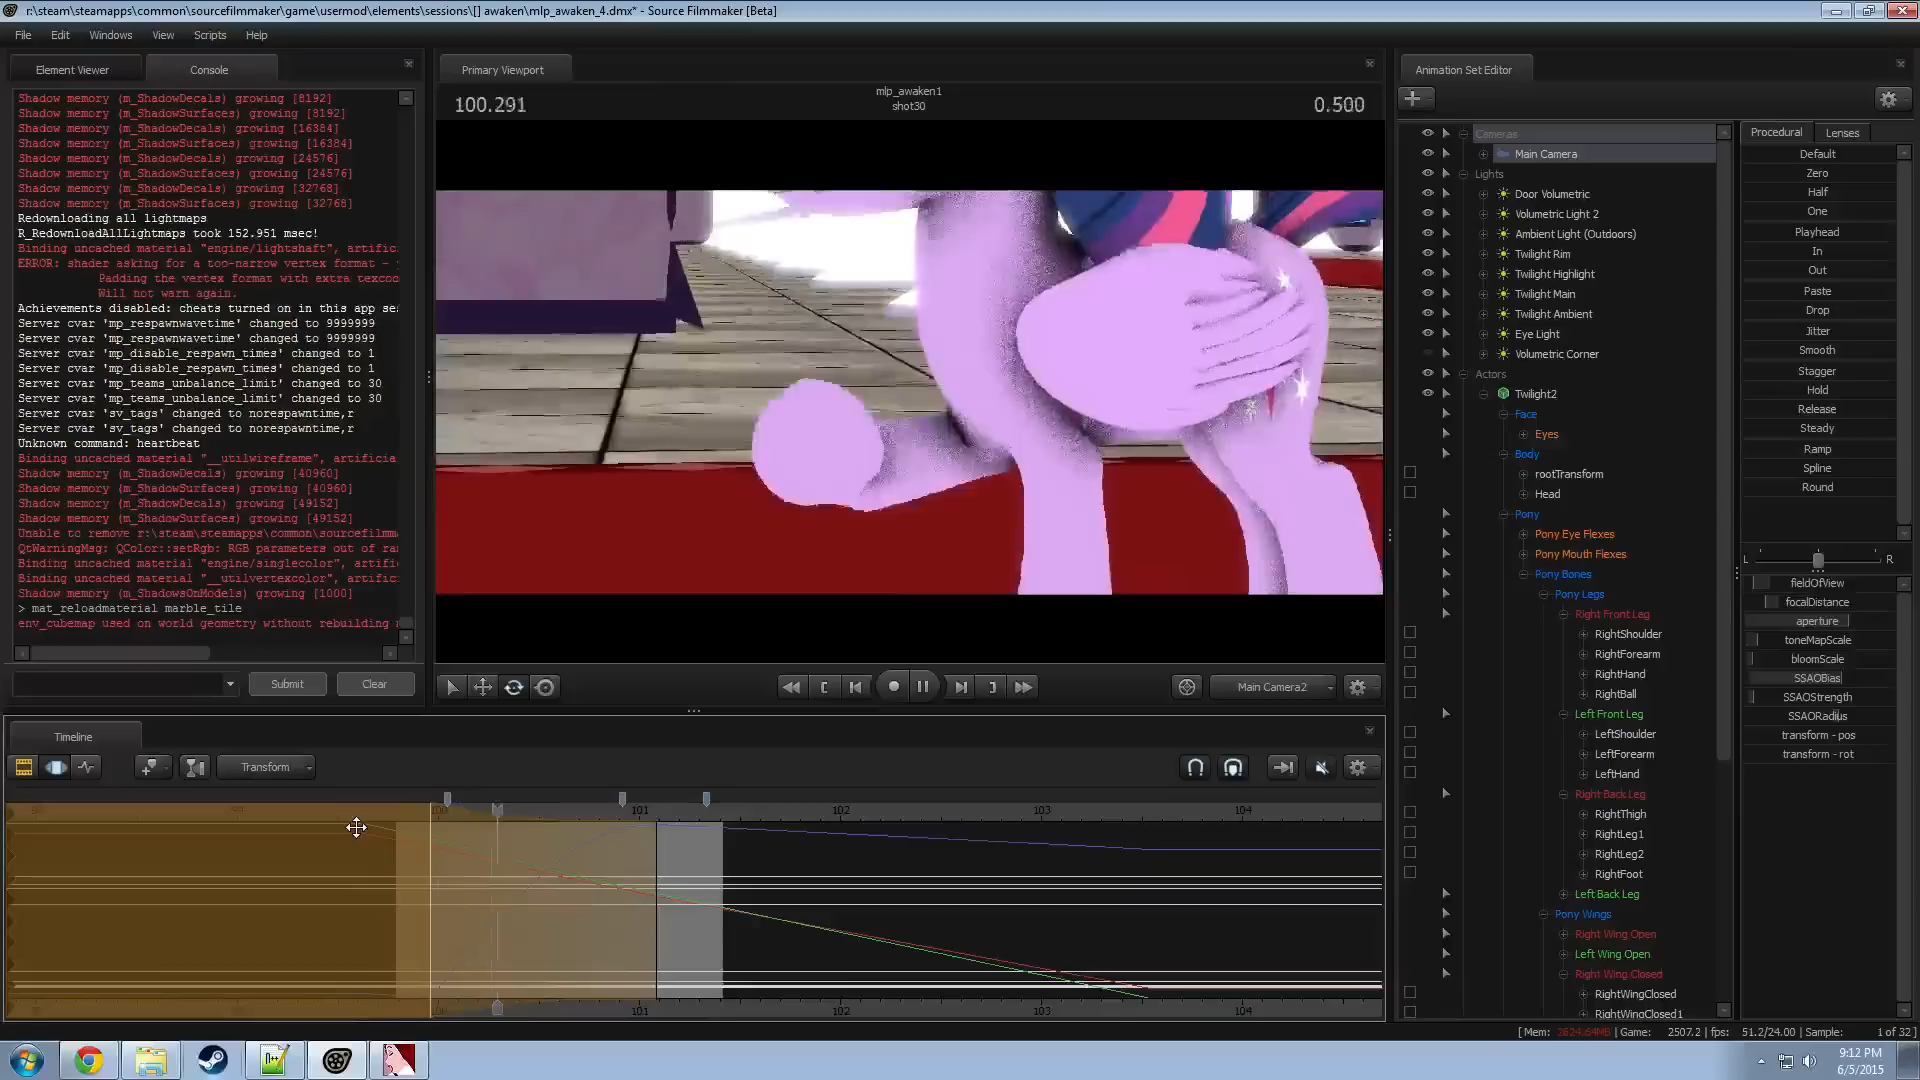 r:\steam\steamapps\common\sourcefilmmaker\game\usermod\elements\sessions\[] awaken\mlp_awaken_4.dmx* - Source Filmmaker [Beta]
File Edit Windows View Scripts Help
Element Viewer Console
Shadow memory (m_ShadowDecals) growing [8192]
Shadow memory (m_ShadowSurfaces) growing [8192]
Shadow memory (m_ShadowDecals) growing [16384]
Shadow memory (m_ShadowSurfaces) growing [16384]
Shadow memory (m_ShadowDecals) growing [24576]
Shadow memory (m_ShadowSurfaces) growing [24576]
Shadow memory (m_ShadowDecals) growing [32768]
Shadow memory (m_ShadowSurfaces) growing [32768]
Redownloading all lightmaps
R_RedownloadAllLightmaps took 152.951 msec!
Binding uncached material "engine/lightshaft", artific
ERROR: shader asking for a too-narrow vertex format -
Padding the vertex format with extra texcoo
Will not warn again.
Achievements disabled: cheats turned on in this app se
Server cvar 'mp_respawnwavetime' changed to 9999999
Server cvar 'mp_respawnwavetime' changed to 9999999
Server cvar 'mp_disable_respawn_times' changed to 1
Server cvar 'mp_disable_respawn_times' changed to 1
Server cvar 'mp_teams_unbalance_limit' changed to 30
Server cvar 'mp_teams_unbalance_limit' changed to 30
Server cvar 'sv_tags' changed to norespawntime,r
Server cvar 'sv_tags' changed to norespawntime,r
Unknown command: heartbeat
Binding uncached material "__utilwireframe", artificia
Shadow memory (m_ShadowDecals) growing [40960]
Shadow memory (m_ShadowSurfaces) growing [40960]
Shadow memory (m_ShadowDecals) growing [49152]
Shadow memory (m_ShadowSurfaces) growing [49152]
Unable to remove r:\steam\steamapps\common\sourcefilmm
QtWarningMsg: QColor::setRgb: RGB parameters out of ra
Binding uncached material "engine/singlecolor", artific
Binding uncached material "__utilvertexcolor", artific
Shadow memory (m_ShadowsOnModels) growing [1000]
> mat_reloadmaterial marble_tile
env_cubemap used on world geometry without rebuilding
Submit Clear
Primary Viewport
100.291 mlp_awaken1 0.500
shot30
Main Camera2
Animation Set Editor
Cameras
Main Camera
Lights
Door Volumetric
Volumetric Light 2
Ambient Light (Outdoors)
Twilight Rim
Twilight Highlight
Twilight Main
Twilight Ambient
Eye Light
Volumetric Corner
Actors
Twilight2
Face
Eyes
Body
rootTransform
Head
Pony
Pony Eye Flexes
Pony Mouth Flexes
Pony Bones
Pony Legs
Right Front Leg
RightShoulder
RightForearm
RightHand
RightBall
Left Front Leg
LeftShoulder
LeftForearm
LeftHand
Right Back Leg
RightThigh
RightLeg1
RightLeg2
RightFoot
Left Back Leg
Pony Wings
Right Wing Open
Left Wing Open
Right Wing Closed
RightWingClosed
RightWingClosed1
Procedural Lenses
Default
Zero
Half
One
Playhead
In
Out
Paste
Drop
Jitter
Smooth
Stagger
Hold
Release
Steady
Ramp
Spline
Round
L R
fieldOfView
focalDistance
aperture
toneMapScale
bloomScale
SSAOBias
SSAOStrength
SSAORadius
transform - pos
transform - rot
Timeline
Transform
101 102 103 104
101 102 103 104
[ Mem: 2624.64MB | Game: 2507.2 | fps: 51.2/24.00 | Sample: 1 of 32 ]
9:12 PM
6/5/2015